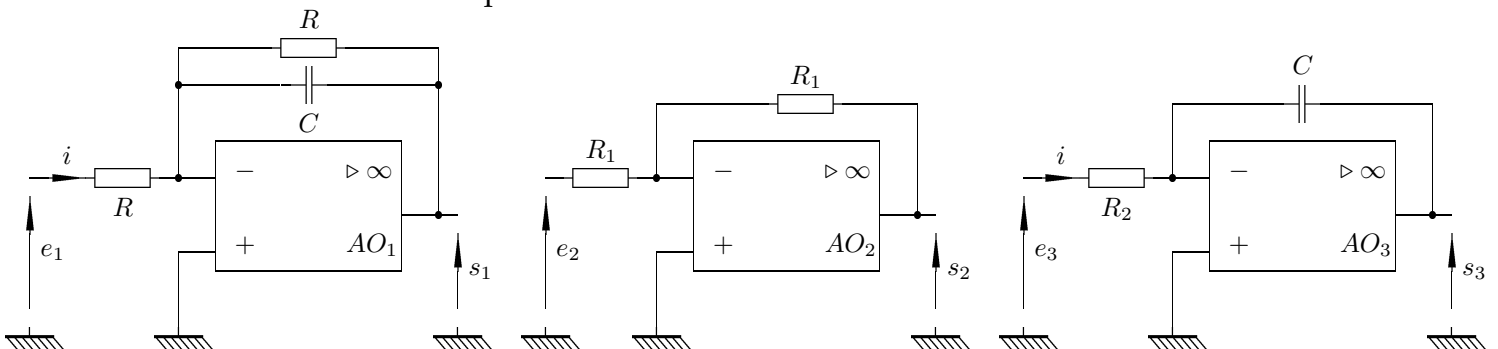 R
C
R₁
C
i
R
− ▷ ∞
R₁
− ▷ ∞
i
R₂
− ▷ ∞
e₁
+ AO₁
s₁
e₂
+ AO₂
s₂
e₃
+ AO₃
s₃